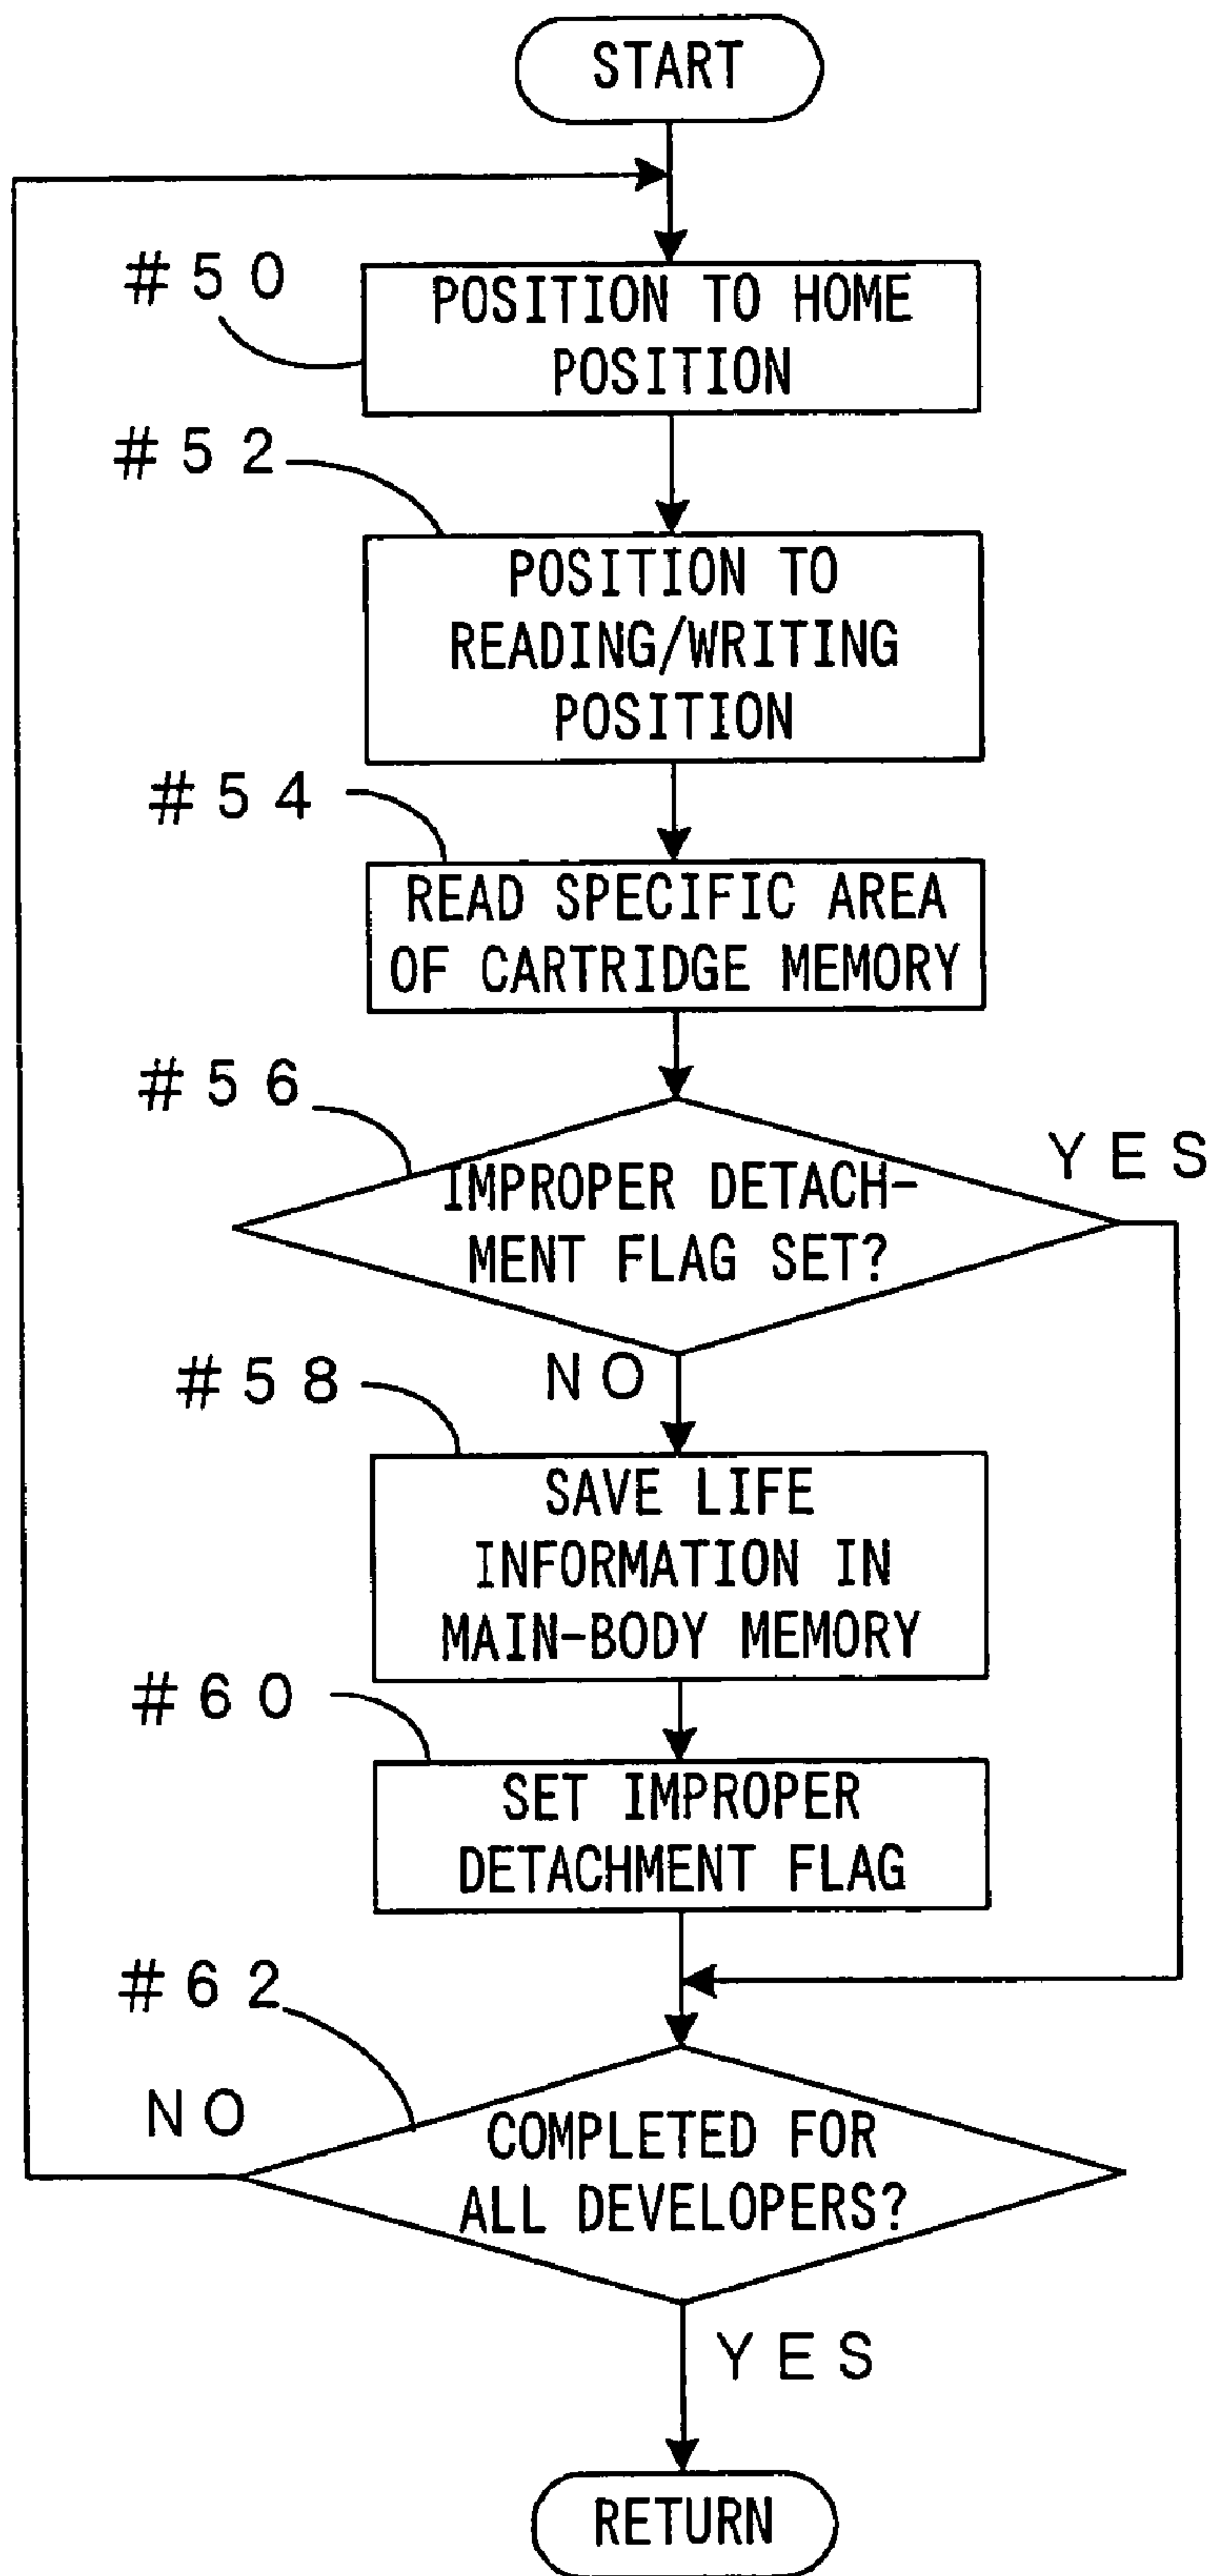 START
#50
POSITION TO HOME
POSITION
#52
POSITION TO
READING/WRITING
POSITION
#54
READ SPECIFIC AREA
OF CARTRIDGE MEMORY
#56
YES
IMPROPER DETACH-
MENT FLAG SET?
NO
#58
SAVE LIFE
INFORMATION IN
MAIN-BODY MEMORY
#60
SET IMPROPER
DETACHMENT FLAG
#62
NO
COMPLETED FOR
ALL DEVELOPERS?
YES
RETURN